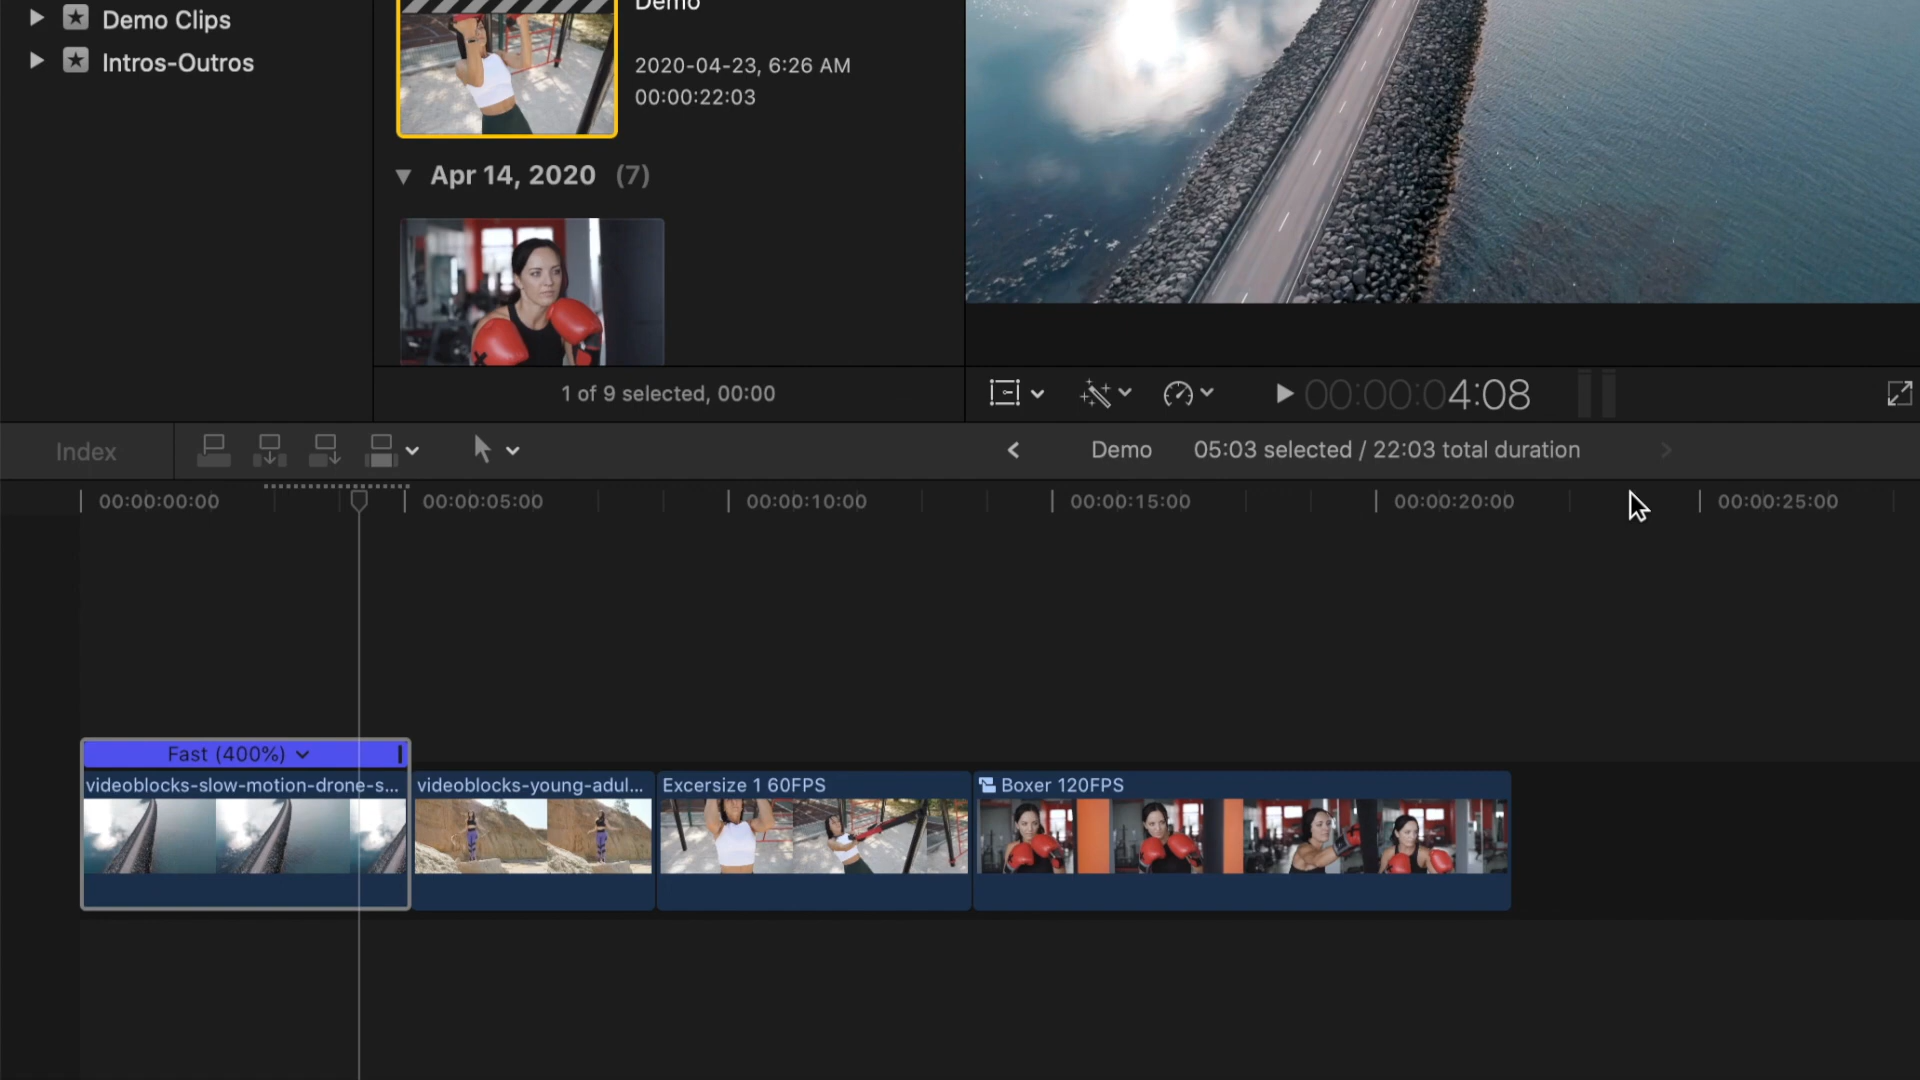 Demo Clips
Intros-Outros
Demo
2020-04-23, 6:26 AM
00:00:22:03
Apr 14, 2020 (7)
1 of 9 selected, 00:00
00:00:04:08
Index
Demo 05:03 selected / 22:03 total duration
00:00:00:00 00:00:05:00 00:00:10:00 00:00:15:00 00:00:20:00 00:00:25:00
Fast (400%)
videoblocks-slow-motion-drone-s... videoblocks-young-adul... Excersize 1 60FPS Boxer 120FPS